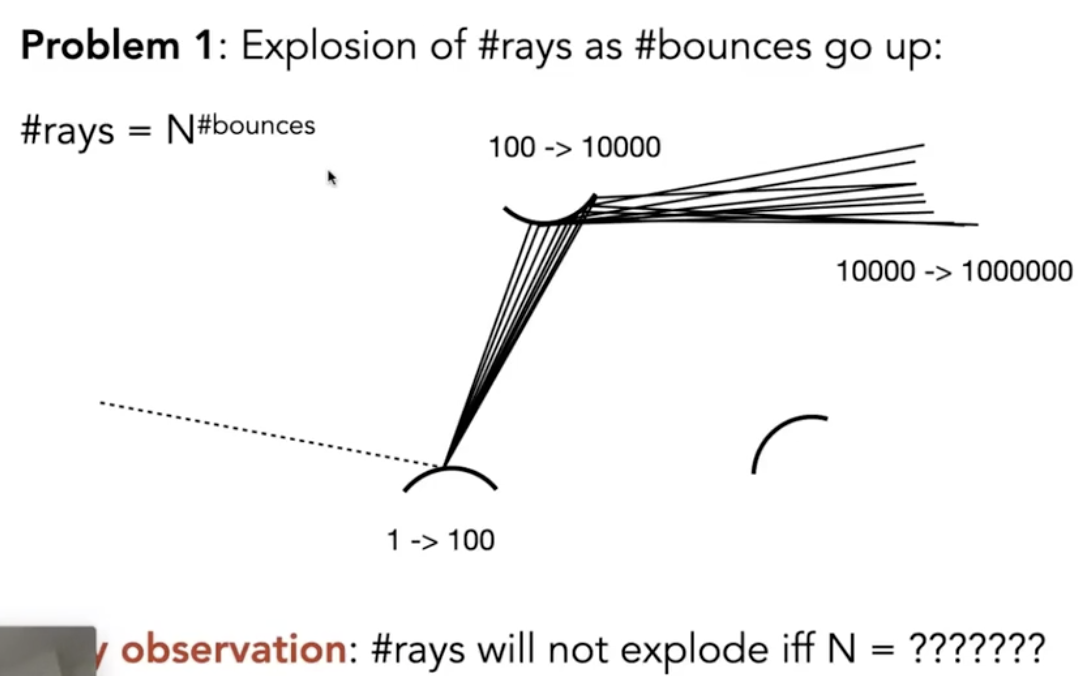 Problem 1: Explosion of #rays as #bounces go up:
#rays = N#bounces
100 -> 10000
10000 -> 1000000
1 -> 100
observation: #rays will not explode iff N = ???????